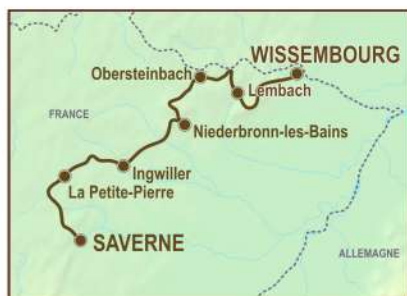 WISSEMBOURG
Obersteinbach
Lembach
FRANCE
Niederbronn-les-Bains
Ingwiller
La Petite-Pierre
SAVERNE
ALLEMAGNE